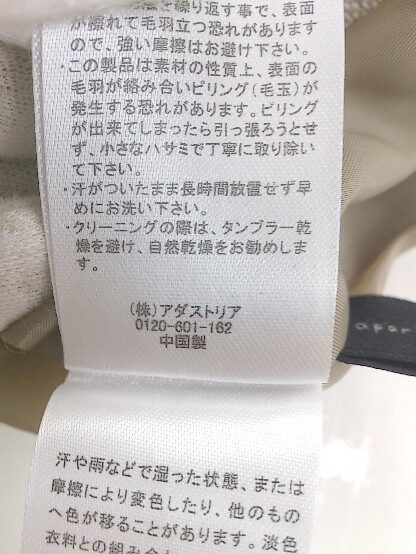 を繰り返す事で、表面
が擦れて毛羽立つ恐れがあります
ので、強い摩擦はお避け下さい。
・この製品は素材の性質上、表面の
毛羽が絡み合いピリング(毛玉)が
発生する恐れがあります。ピリング
が出来てしまったら引っ張ろうとせ
ず、小さなハサミで丁寧に取り除い
て下さい。
・汗がついたまま長時間放置せず早
めにお洗い下さい。
・クリーニングの際は、タンブラー乾
燥を避け、自然乾燥をお勧めしま
す。
(株)アダストリア
0120-601-162
中国製
apar
汗や雨などで湿った状態、または
摩擦により変色したり、他のもの
へ色が移ることがあります。淡色
衣料との組み合